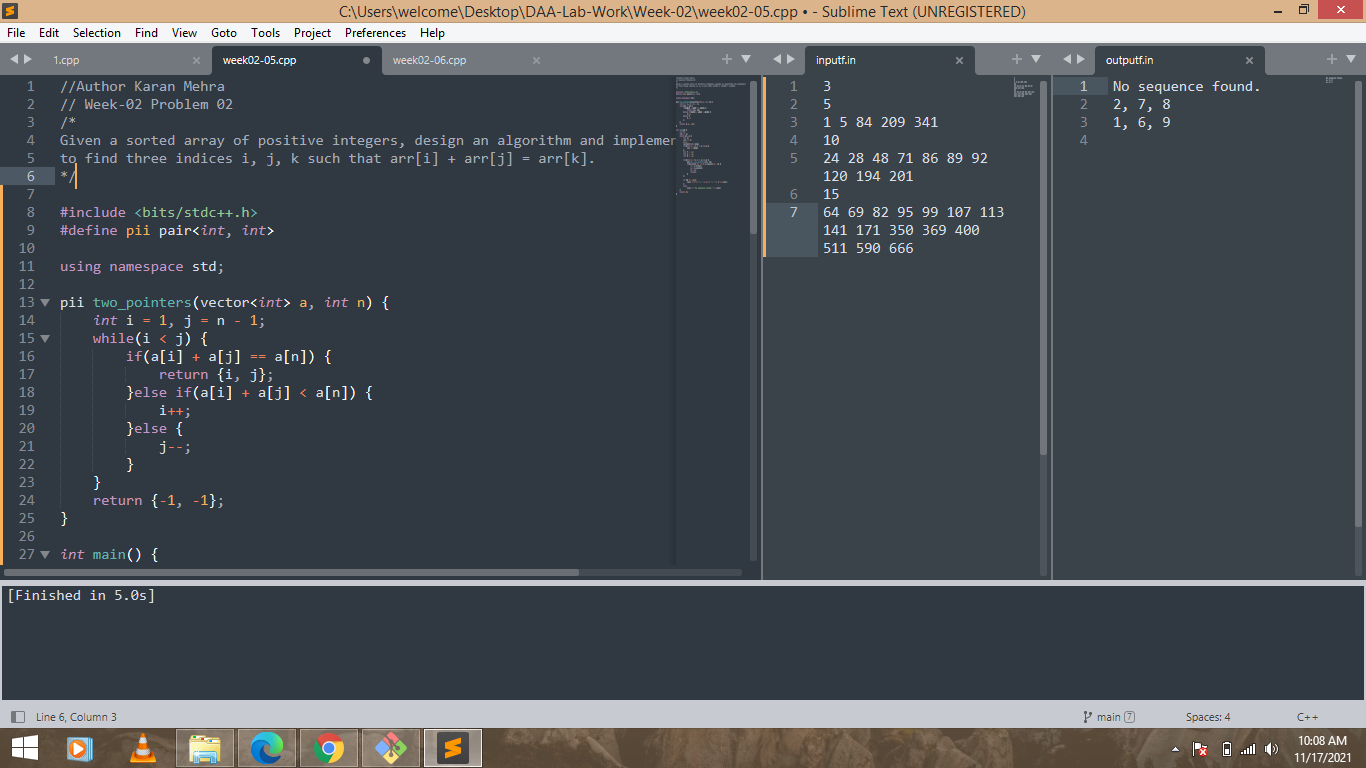 C:\Users\welcome\Desktop\DAA-Lab-Work\Week-02\week02-05.cpp • - Sublime Text (UNREGISTERED)
File Edit Selection Find View Goto Tools Project Preferences Help
1.cpp × week02-05.cpp week02-06.cpp ×
1 //Author Karan Mehra
2 // Week-02 Problem 02
3 /*
4 Given a sorted array of positive integers, design an algorithm and implemen
5 to find three indices i, j, k such that arr[i] + arr[j] = arr[k].
6 */
7
8 #include <bits/stdc++.h>
9 #define pii pair<int, int>
10
11 using namespace std;
12
13 pii two_pointers(vector<int> a, int n) {
14 int i = 1, j = n - 1;
15 while(i < j) {
16 if(a[i] + a[j] == a[n]) {
17 return {i, j};
18 }else if(a[i] + a[j] < a[n]) {
19 i++;
20 }else {
21 j--;
22 }
23 }
24 return {-1, -1};
25 }
26
27 int main() {
inputf.in ×
1 3
2 5
3 1 5 84 209 341
4 10
5 24 28 48 71 86 89 92
120 194 201
6 15
7 64 69 82 95 99 107 113
141 171 350 369 400
511 590 666
outputf.in ×
1 No sequence found.
2 2, 7, 8
3 1, 6, 9
4
[Finished in 5.0s]
Line 6, Column 3 main 7 Spaces: 4 C++
10:08 AM
11/17/2021